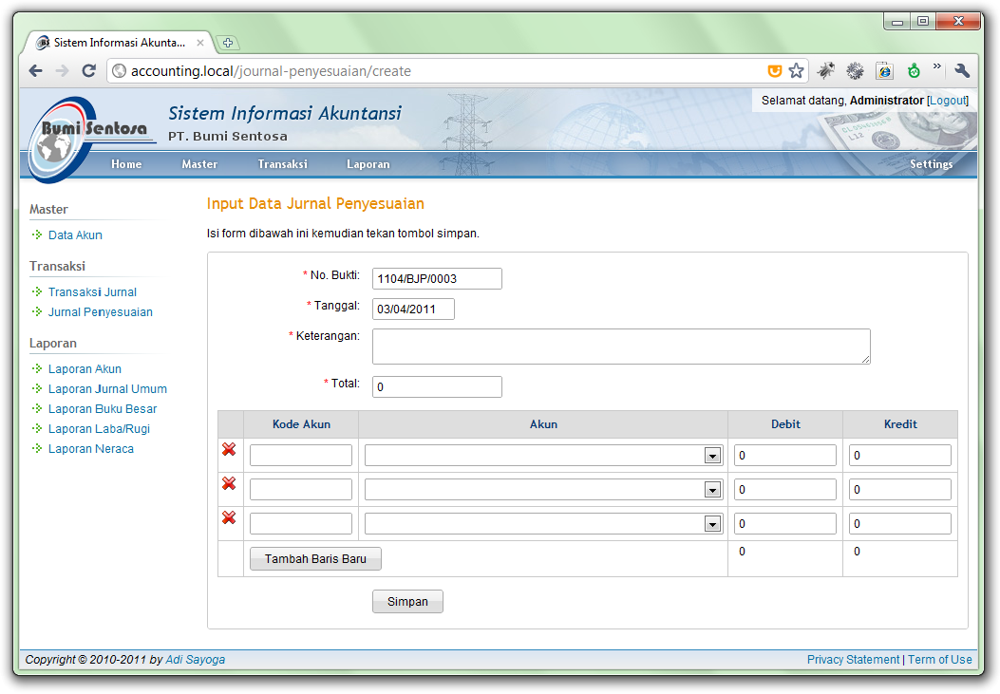 Sistem Informasi Akunta...
accounting.local/journal-penyesuaian/create
Selamat datang, Administrator [Logout]
Bumi Sentosa
Sistem Informasi Akuntansi
PT. Bumi Sentosa
Home Master Transaksi Laporan Settings
Master
Data Akun
Transaksi
Transaksi Jurnal
Jurnal Penyesuaian
Laporan
Laporan Akun
Laporan Jurnal Umum
Laporan Buku Besar
Laporan Laba/Rugi
Laporan Neraca
Input Data Jurnal Penyesuaian
Isi form dibawah ini kemudian tekan tombol simpan.
* No. Bukti: 1104/BJP/0003
* Tanggal: 03/04/2011
* Keterangan:
* Total: 0
Kode Akun Akun Debit Kredit
0 0
0 0
0 0
Tambah Baris Baru 0 0
Simpan
Copyright © 2010-2011 by Adi Sayoga
Privacy Statement | Term of Use